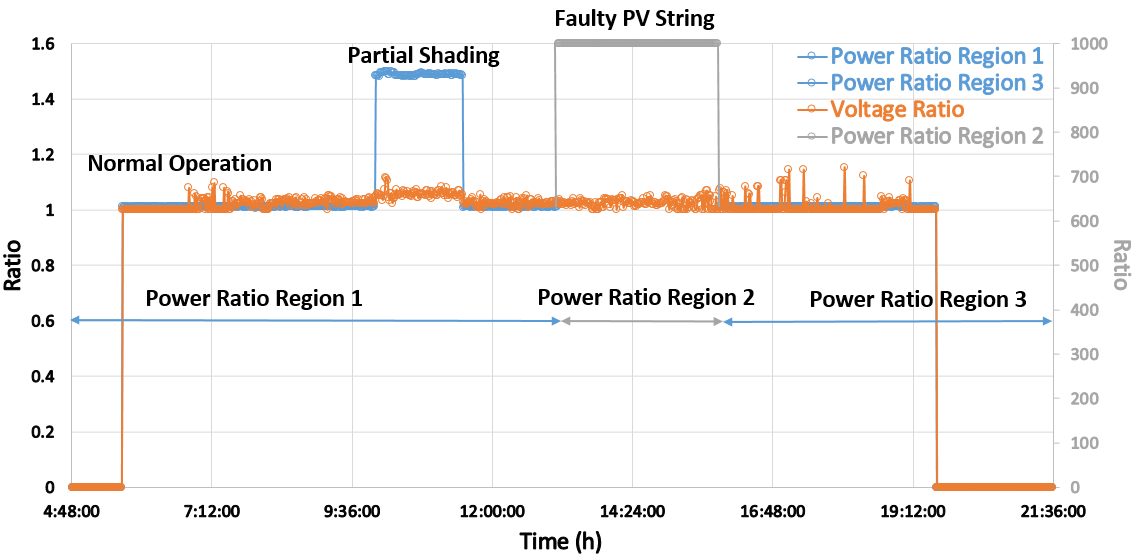 Faulty PV String
1.6
Partial Shading
Power Ratio Region 1
1000
Power Ratio Region 3
900
1.4
Voltage Ratio
Power Ratio Region 2
800
1.2
Normal Operation
700
1
600
0.8
500
Ratio
Ratio
Power Ratio Region 1
Power Ratio Region 2
Power Ratio Region 3
400
0.6
300
0.4
200
0.2
100
0
0
4:48:00
7:12:00
9:36:00
12:00:00
14:24:00
16:48:00
19:12:00
21:36:00
Time (h)